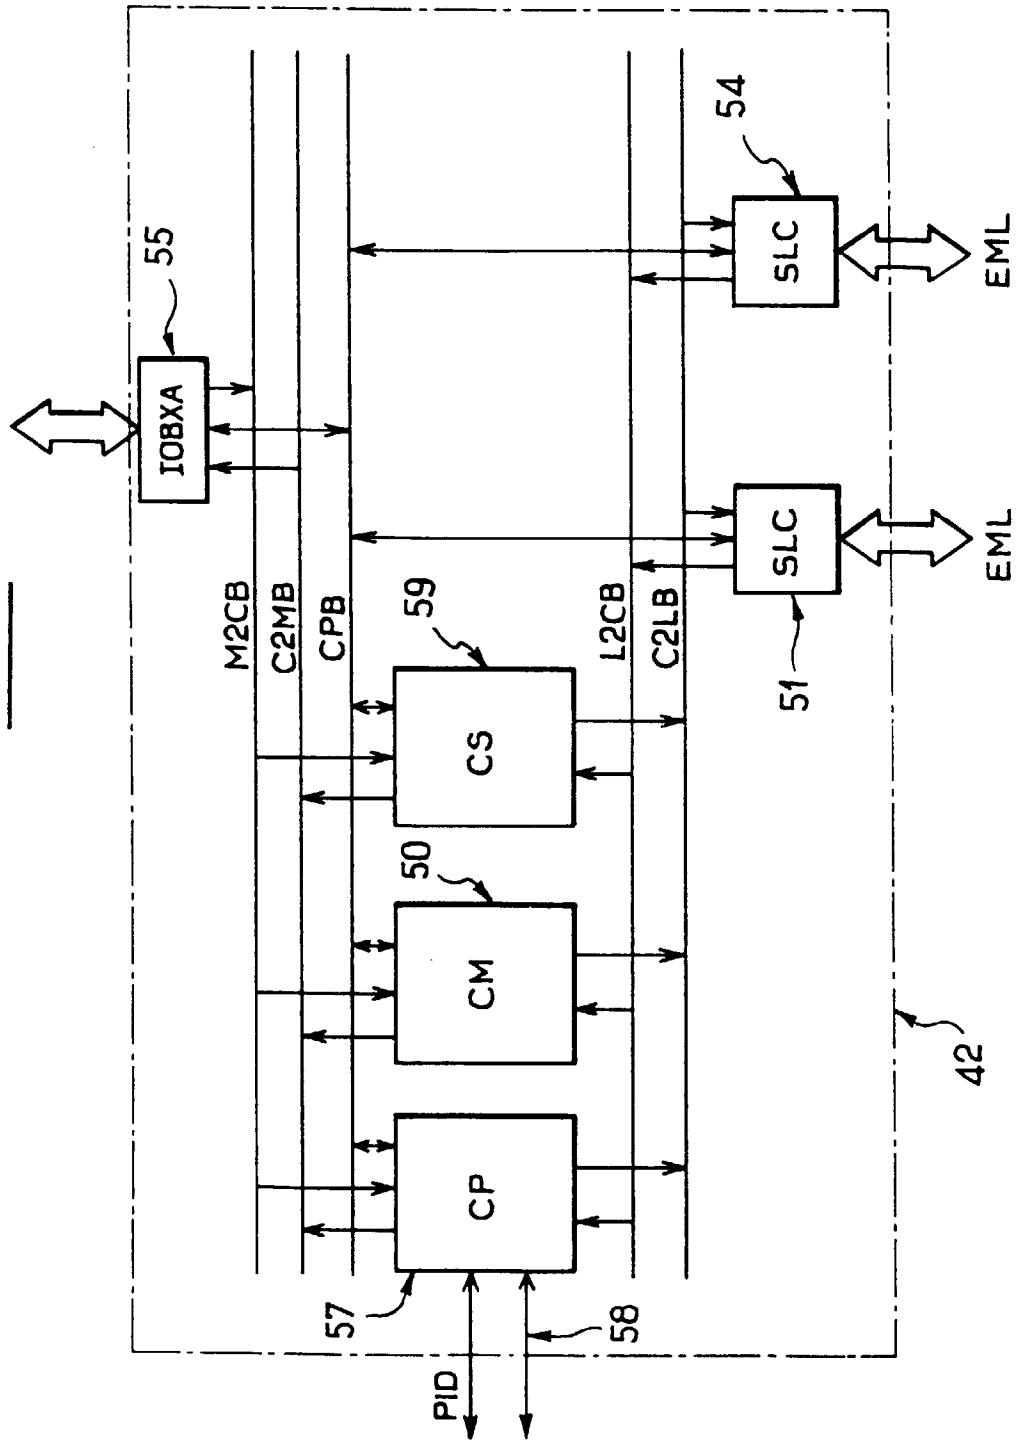 55
IOBXA
M2CB
C2MB
CPB
59
CS
50
CM
57
CP
PID
58
L2CB
C2LB
54
SLC
EML
51
SLC
EML
42